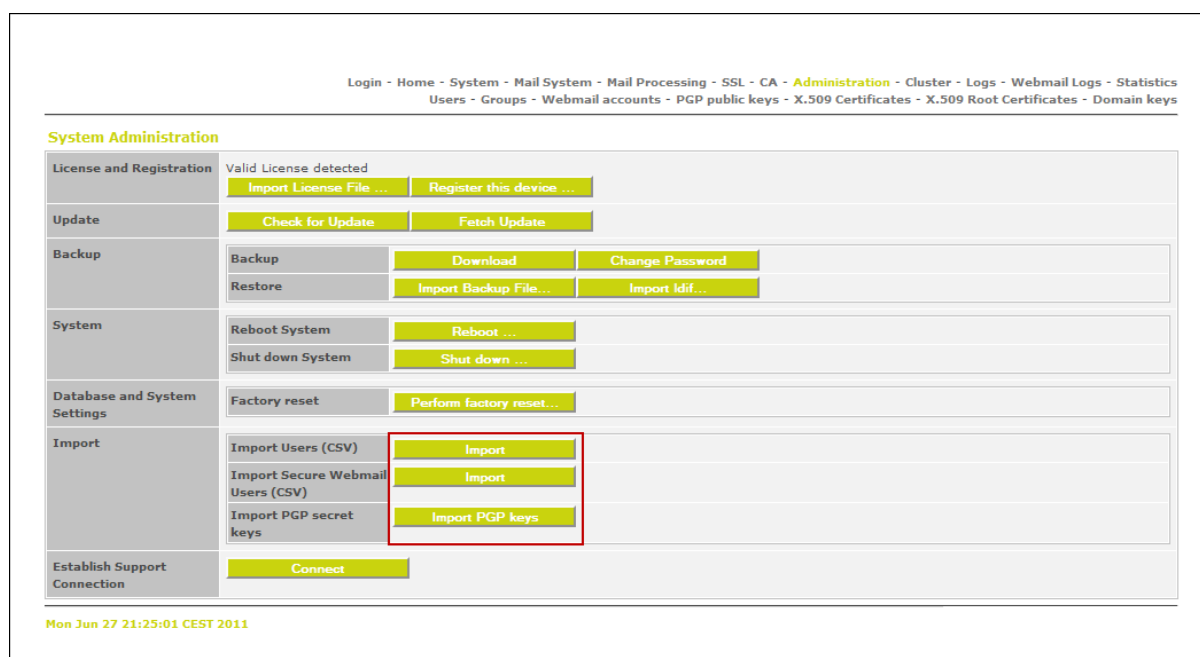 Login - Home - System - Mail System - Mail Processing - SSL - CA - Administration - Cluster - Logs - Webmail Logs - Statistics
Users - Groups - Webmail accounts - PGP public keys - X.509 Certificates - X.509 Root Certificates - Domain keys
System Administration
License and Registration
Valid License detected
Import License File ...
Register this device ...
Update
Check for Update
Fetch Update
Backup
Backup
Download
Change Password
Restore
Import Backup File...
Import ldif...
System
Reboot System
Reboot ...
Shut down System
Shut down ...
Database and System
Settings
Factory reset
Perform factory reset...
Import
Import Users (CSV)
Import
Import Secure Webmail
Users (CSV)
Import
Import PGP secret
keys
Import PGP keys
Establish Support
Connection
Connect
Mon Jun 27 21:25:01 CEST 2011